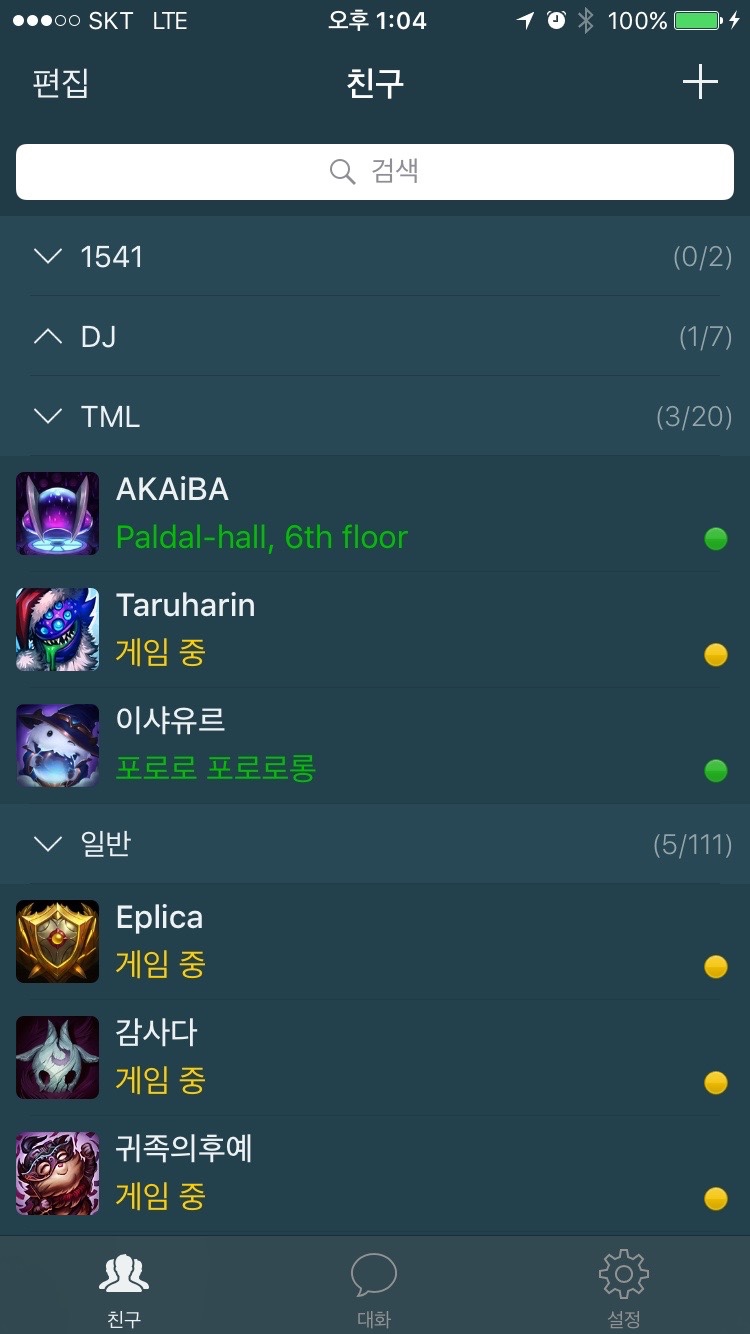 SKT LTE 오후 1:04 100%
편집 친구
검색
1541 (0/2)
DJ (1/7)
TML (3/20)
AKAiBA
Paldal-hall, 6th floor
Taruharin
게임 중
이샤유르
포로로 포로로롱
일반 (5/111)
Eplica
게임 중
감사다
게임 중
귀족의후예
게임 중
친구 대화 설정